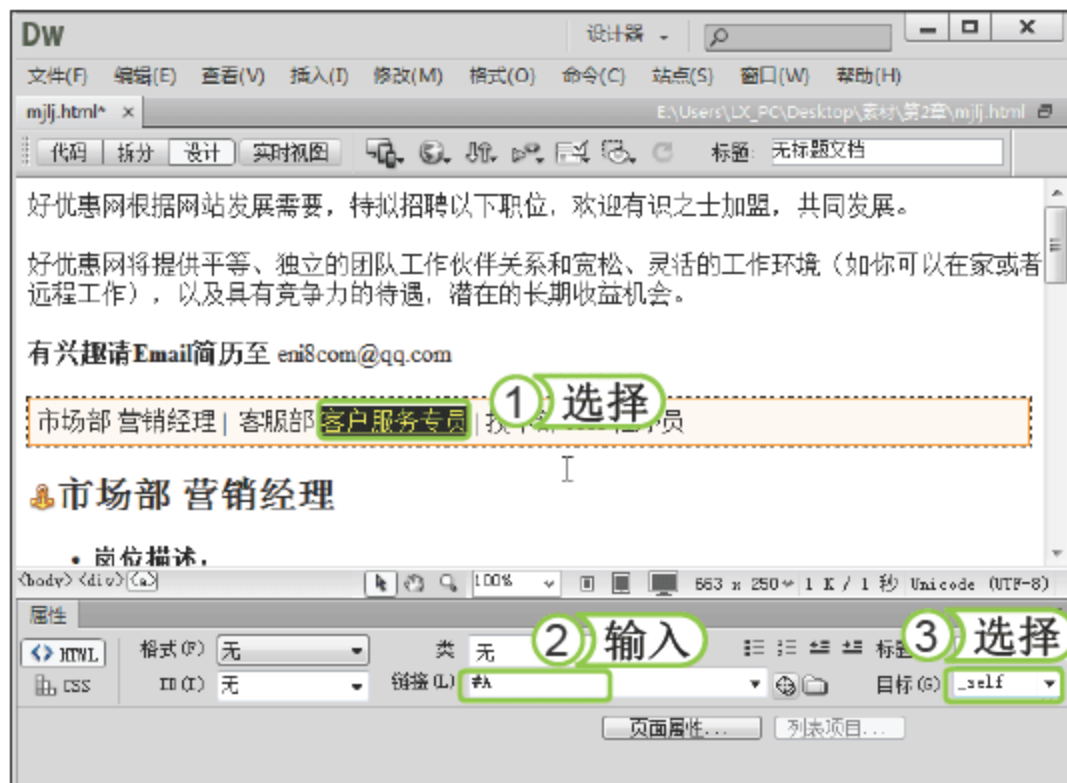 Dw 设计器
文件(F) 编辑(E) 查看(V) 插入(I) 修改(M) 格式(O) 命令(C) 站点(S) 窗口(W) 帮助(H)
mjlj.html* × E:\Users\LX_PC\Desktop\素材\第2章\mjlj.html
代码 拆分 设计 实时视图 标题: 无标题文档
好优惠网根据网站发展需要，特拟招聘以下职位，欢迎有识之士加盟，共同发展。
好优惠网将提供平等、独立的团队工作伙伴关系和宽松、灵活的工作环境（如你可以在家或者
远程工作），以及具有竞争力的待遇，潜在的长期收益机会。
有兴趣请Email简历至 eni8com@qq.com
① 选择
市场部 营销经理 | 客服部 客户服务专员 |
市场部 营销经理
• 岗位描述，
<body> <div> <a> 100% 663 x 250 1 K / 1 秒 Unicode (UTF-8)
属性
<> HTML 格式(F) 无 类 无 ② 输入 ③ 选择
CSS ID(I) 无 链接(L) #A 目标(G) _self
页面属性... 列表项目...